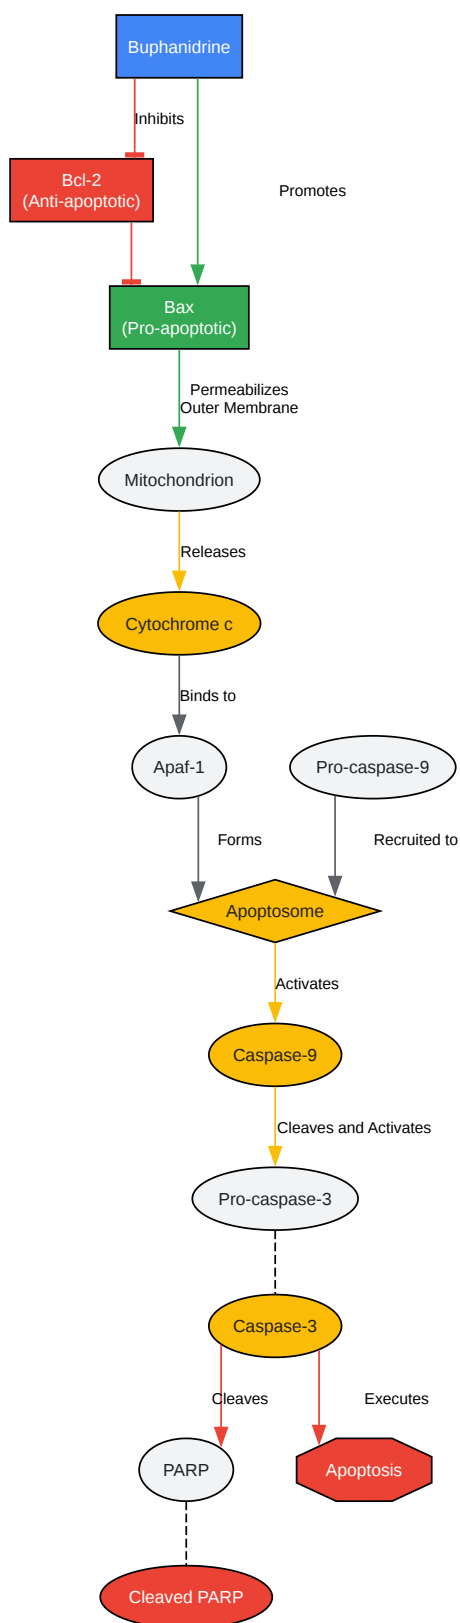 Buphanidrine
Inhibits
Promotes
Bcl-2
(Anti-apoptotic)
Bax
(Pro-apoptotic)
Permeabilizes
Outer Membrane
Mitochondrion
Releases
Cytochrome c
Binds to
Apaf-1
Pro-caspase-9
Forms
Recruited to
Apoptosome
Activates
Caspase-9
Cleaves and Activates
Pro-caspase-3
Caspase-3
Cleaves
Executes
PARP
Apoptosis
Cleaved PARP